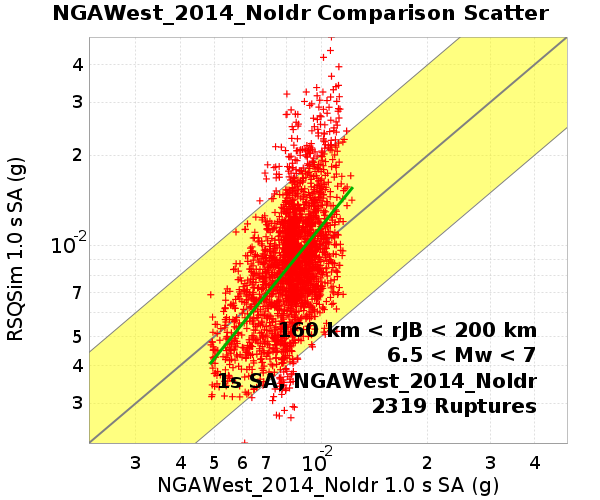 NGAWest_2014_NoIdr Comparison Scatter
RSQSim 1.0 s SA (g)
4
3
2
10-2
7
5
4
3
160 km < rJB < 200 km
6.5 < Mw < 7
1s SA, NGAWest_2014_NoIdr
2319 Ruptures
3 4 5 6 7 10-2 2 3 4
NGAWest_2014_NoIdr 1.0 s SA (g)